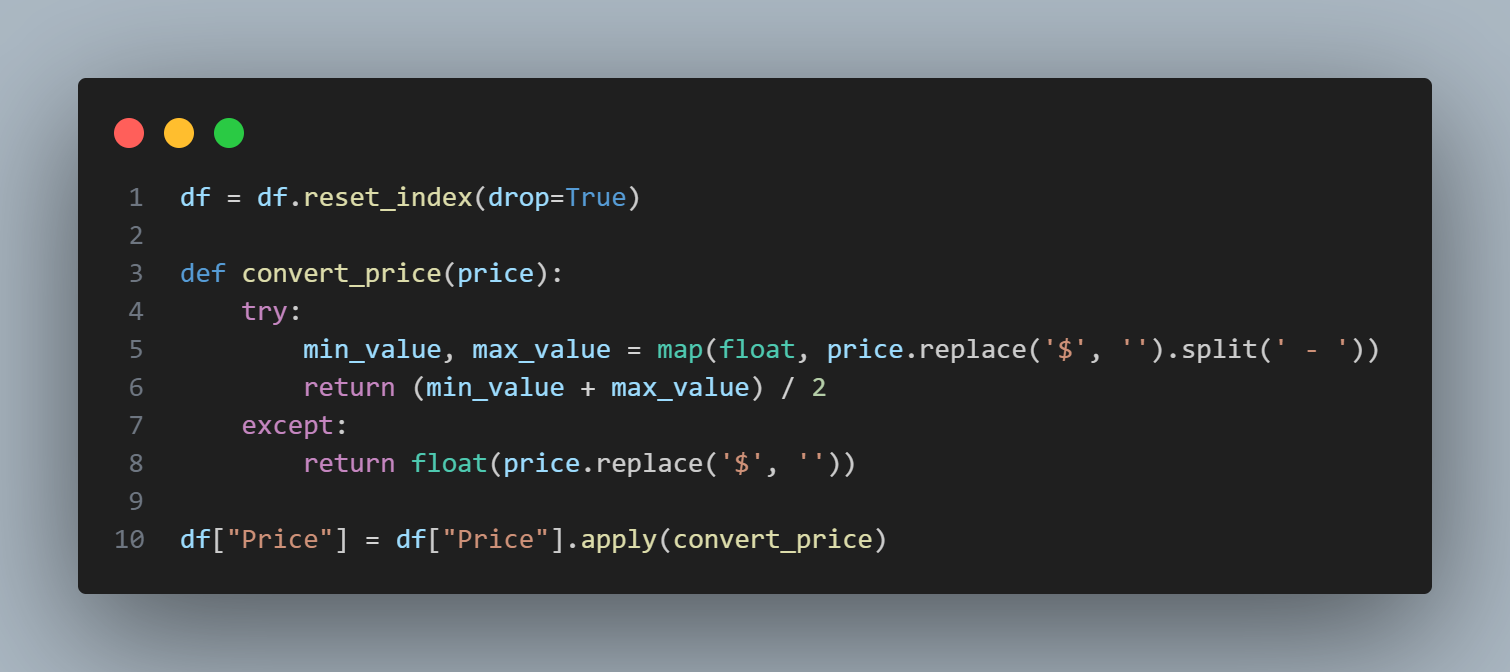 1 df = df.reset_index(drop=True)
2
3 def convert_price(price):
4     try:
5         min_value, max_value = map(float, price.replace('$', '').split(' - '))
6         return (min_value + max_value) / 2
7     except:
8         return float(price.replace('$', ''))
9
10 df["Price"] = df["Price"].apply(convert_price)